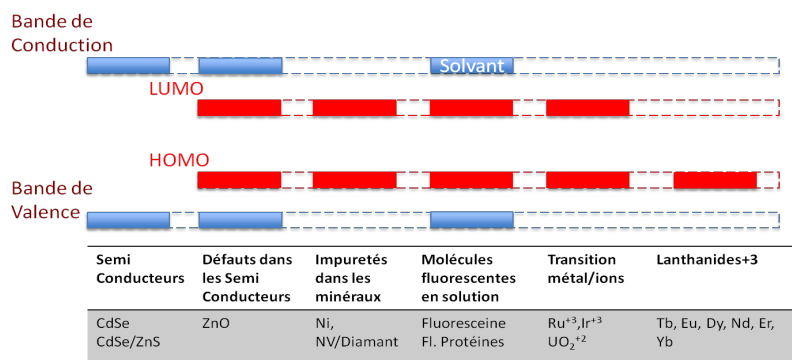 Bande de
Conduction
Solvant
LUMO
HOMO
Bande de
Valence
Semi
Conducteurs
Défauts dans
les Semi
Conducteurs
Impuretés
dans les
minéraux
Molécules
fluorescentes
en solution
Transition
métal/ions
Lanthanides+3
CdSe
CdSe/ZnS
ZnO
Ni,
NV/Diamant
Fluoresceine
Fl. Protéines
Ru⁺³,Ir⁺³
UO₂⁺²
Tb, Eu, Dy, Nd, Er,
Yb